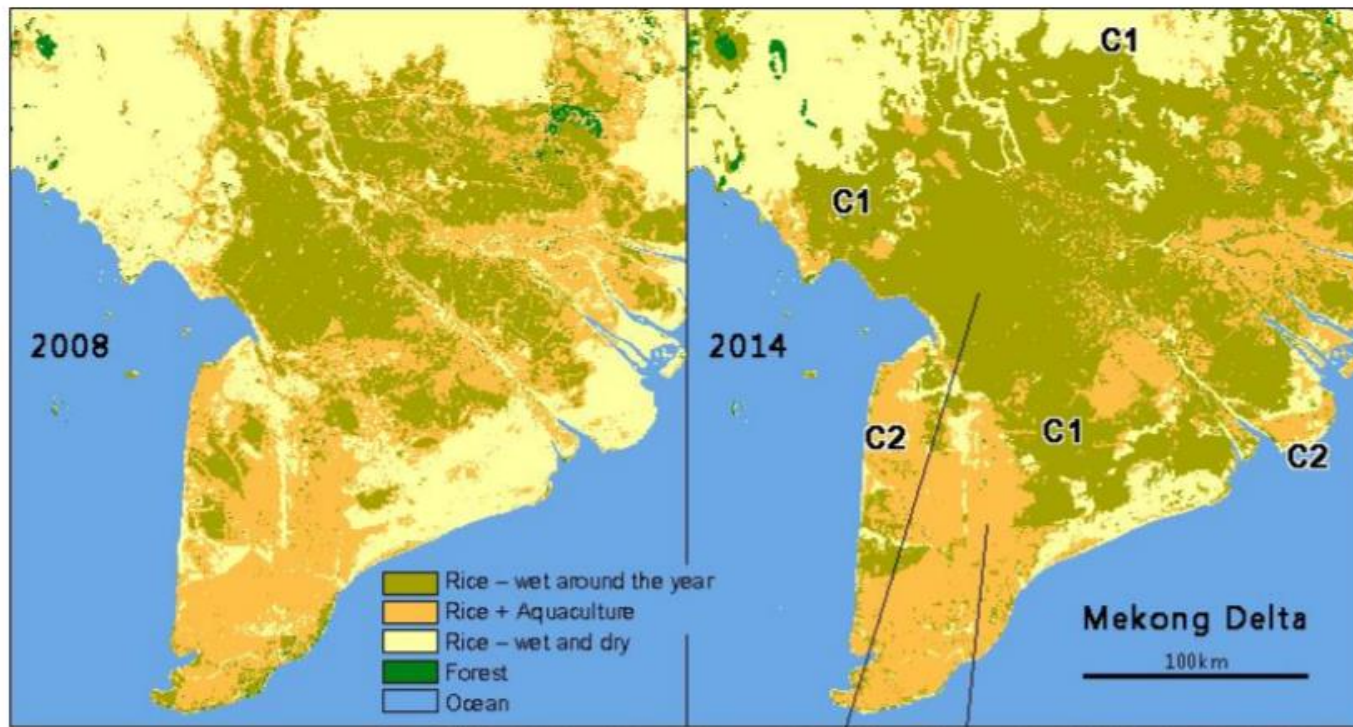 C1
C1
2008
2014
C2
C1
C2
Rice – wet around the year
Rice + Aquaculture
Rice – wet and dry
Forest
Ocean
Mekong Delta
100km